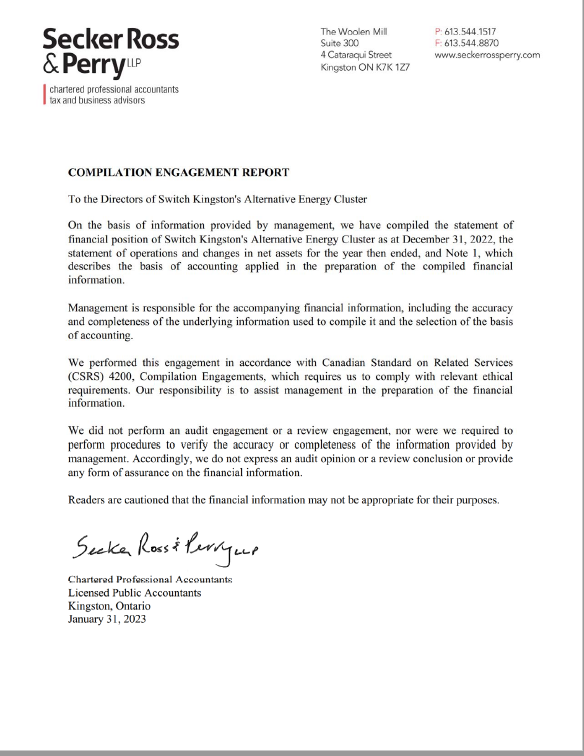 Secker Ross
& Perry LLP
chartered professional accountants
tax and business advisors
The Woolen Mill
Suite 300
4 Cataraqui Street
Kingston ON K7K 1Z7
P: 613.544.1517
F: 613.544.8870
www.seckerrossperry.com
COMPILATION ENGAGEMENT REPORT
To the Directors of Switch Kingston's Alternative Energy Cluster
On the basis of information provided by management, we have compiled the statement of
financial position of Switch Kingston's Alternative Energy Cluster as at December 31, 2022, the
statement of operations and changes in net assets for the year then ended, and Note 1, which
describes the basis of accounting applied in the preparation of the compiled financial
information.
Management is responsible for the accompanying financial information, including the accuracy
and completeness of the underlying information used to compile it and the selection of the basis
of accounting.
We performed this engagement in accordance with Canadian Standard on Related Services
(CSRS) 4200, Compilation Engagements, which requires us to comply with relevant ethical
requirements. Our responsibility is to assist management in the preparation of the financial
information.
We did not perform an audit engagement or a review engagement, nor were we required to
perform procedures to verify the accuracy or completeness of the information provided by
management. Accordingly, we do not express an audit opinion or a review conclusion or provide
any form of assurance on the financial information.
Readers are cautioned that the financial information may not be appropriate for their purposes.
Secker Ross & Perry LLP
Chartered Professional Accountants
Licensed Public Accountants
Kingston, Ontario
January 31, 2023